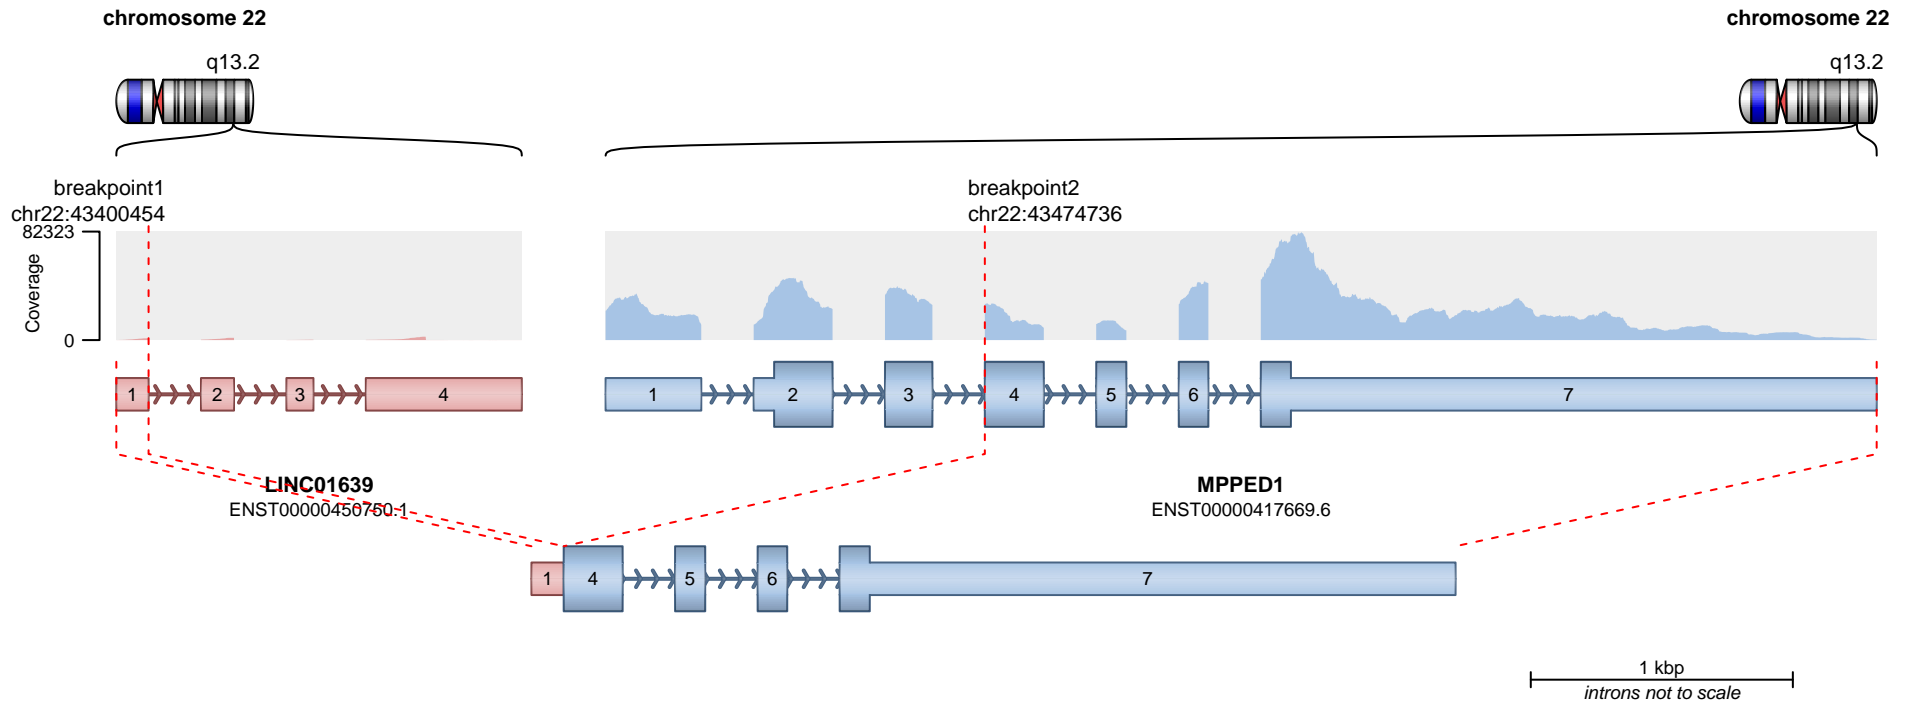 chromosome 22
chromosome 22
q13.2
q13.2
breakpoint1
chr22:43400454
breakpoint2
chr22:43474736
82323
Coverage
0
1 2 3 4
1 2 3 4 5 6 7
LINC01639
ENST00000450750.1
MPPED1
ENST00000417669.6
1 4 5 6 7
1 kbp
introns not to scale